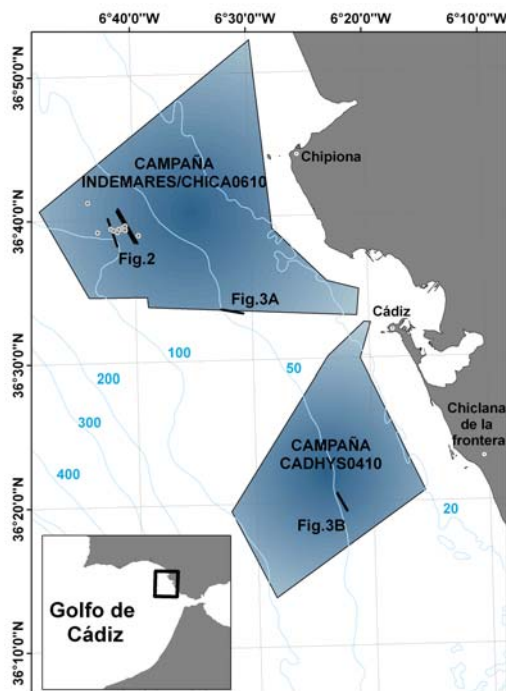 6°40'0"W
6°30'0"W
6°20'0"W
6°10'0"W
36°50'0"N
CAMPAÑA
INDEMARES/CHICA0610
Chipiona
36°40'0"N
Fig.2
Fig.3A
Cádiz
100
50
36°30'0"N
200
300
400
Chiclana
de la
frontera
CAMPAÑA
CADHYS0410
20
36°20'0"N
Fig.3B
Golfo de
Cádiz
36°10'0"N